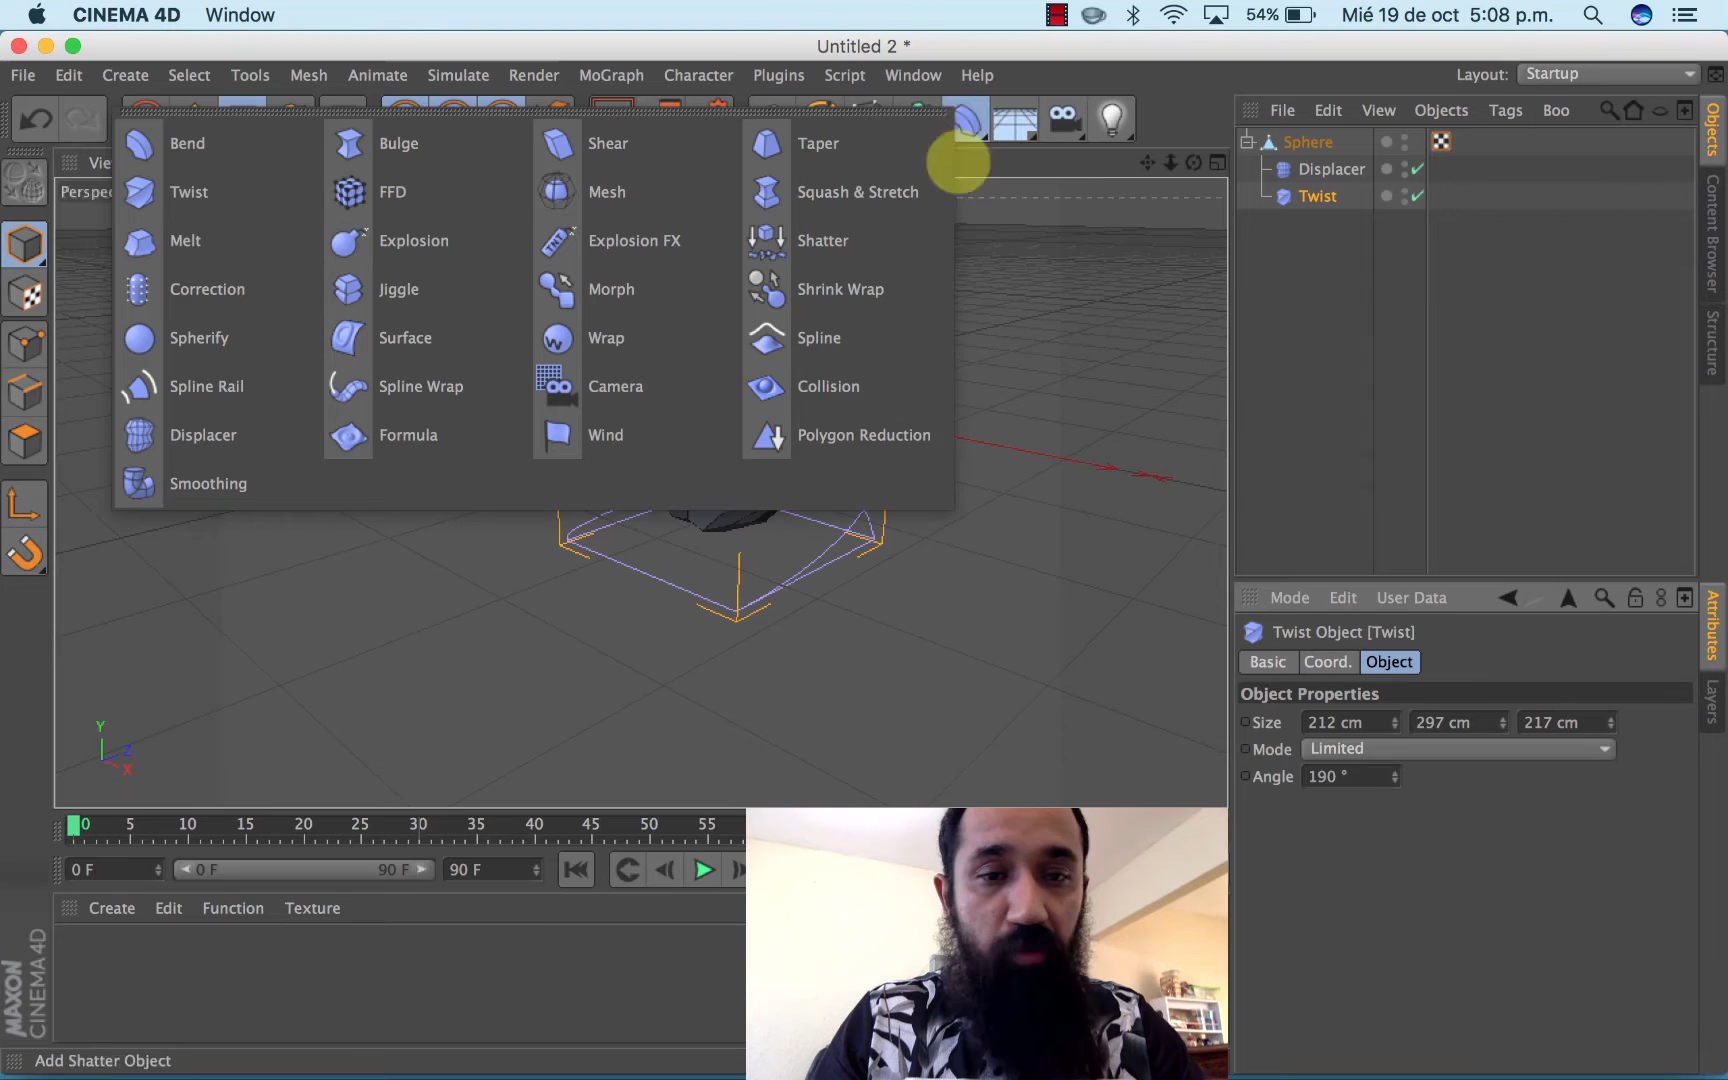 CINEMA 4D Window 54% Mié 19 de oct 5:08 p.m.
Untitled 2 *
File Edit Create Select Tools Mesh Animate Simulate Render MoGraph Character Plugins Script Window Help Layout: Startup
File Edit View Objects Tags Boo
Bend Bulge Shear Taper
Twist FFD Mesh Squash & Stretch
Melt Explosion Explosion FX Shatter
Correction Jiggle Morph Shrink Wrap
Spherify Surface Wrap Spline
Spline Rail Spline Wrap Camera Collision
Displacer Formula Wind Polygon Reduction
Smoothing
TNT
W
Vie
Perspe
Sphere
Displacer
Twist
Objects
Content Browser
Structure
Mode Edit User Data
Twist Object [Twist]
Basic Coord. Object
Object Properties
Size 212 cm 297 cm 217 cm
Mode Limited
Angle 190 °
Attributes
Layers
Y
Z
X
0 5 10 15 20 25 30 35 40 45 50 55
0 F 0 F 90 F 90 F
Create Edit Function Texture
MAXON
CINEMA 4D
Add Shatter Object